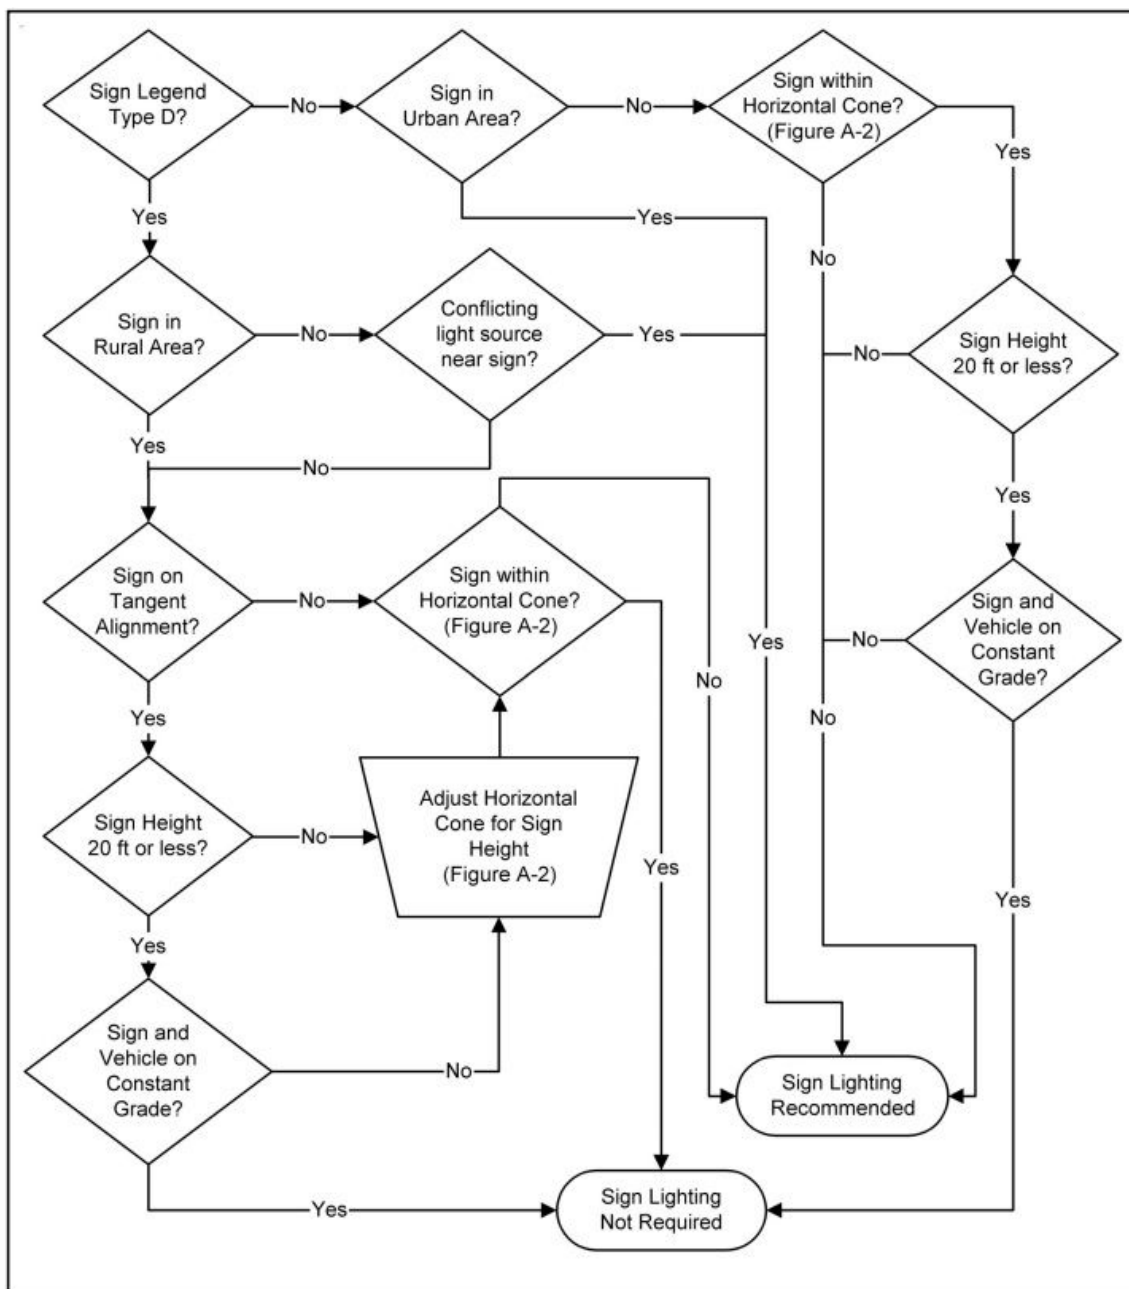 Sign Legend
Type D?
No
Sign in
Urban Area?
No
Sign within
Horizontal Cone?
(Figure A-2)
Yes
Yes
Yes
No
Sign in
Rural Area?
No
Conflicting
light source
near sign?
Yes
Sign Height
20 ft or less?
No
Yes
No
Yes
Sign on
Tangent
Alignment?
No
Sign within
Horizontal Cone?
(Figure A-2)
Yes
No
Sign and
Vehicle on
Constant
Grade?
No
No
Yes
Sign Height
20 ft or less?
No
Adjust Horizontal
Cone for Sign
Height
(Figure A-2)
Yes
Yes
Yes
Sign and
Vehicle on
Constant
Grade?
No
Sign Lighting
Recommended
Yes
Sign Lighting
Not Required